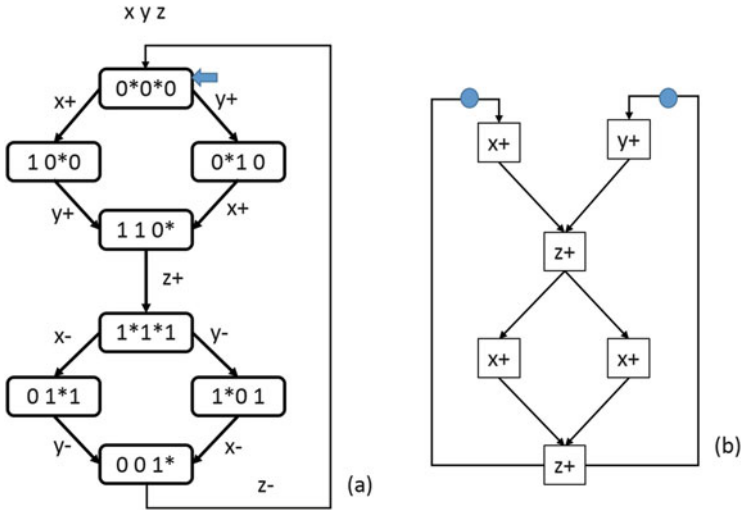 x y z
0*0*0
x+
y+
1 0*0
0*1 0
y+
x+
1 1 0*
z+
1*1*1
x-
y-
0 1*1
1*0 1
y-
x-
0 0 1*
z-
(a)
x+
y+
z+
x+
x+
z+
(b)